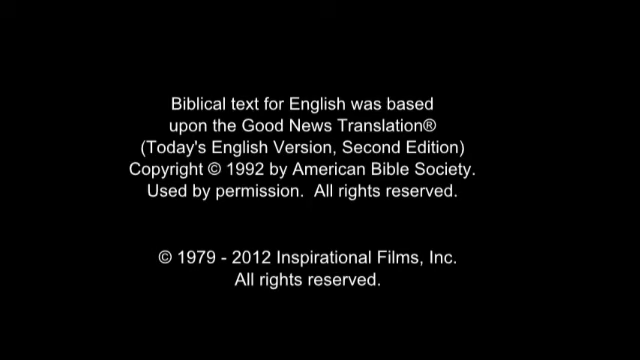 Biblical text for English was based
upon the Good News Translation®
(Today's English Version, Second Edition)
Copyright © 1992 by American Bible Society.
Used by permission.  All rights reserved.
© 1979 - 2012 Inspirational Films, Inc.
All rights reserved.